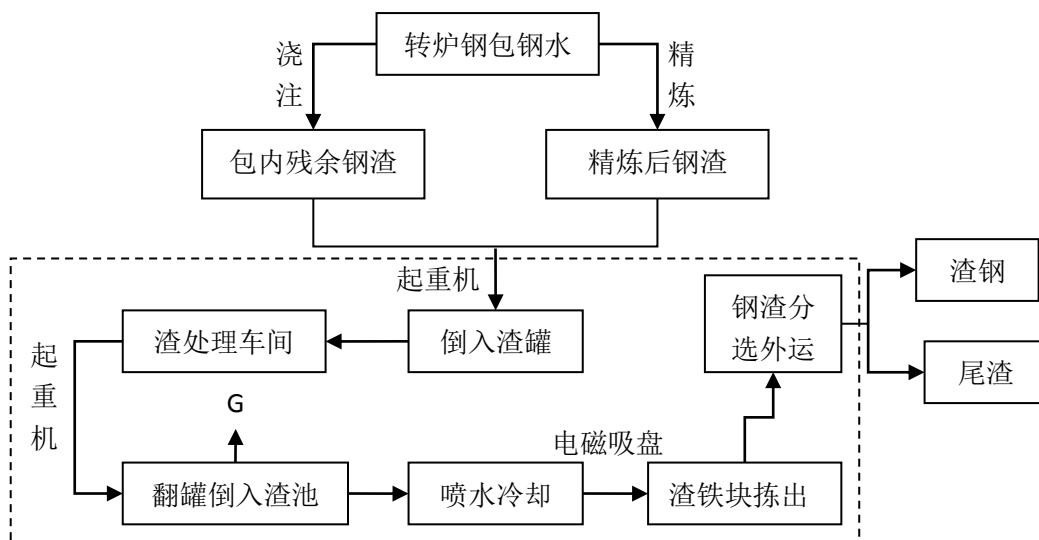 转炉钢包钢水
浇注
精炼
包内残余钢渣
精炼后钢渣
起重机
渣钢
钢渣分
选外运
渣处理车间
倒入渣罐
尾渣
起重机
G
电磁吸盘
翻罐倒入渣池
喷水冷却
渣铁块拣出